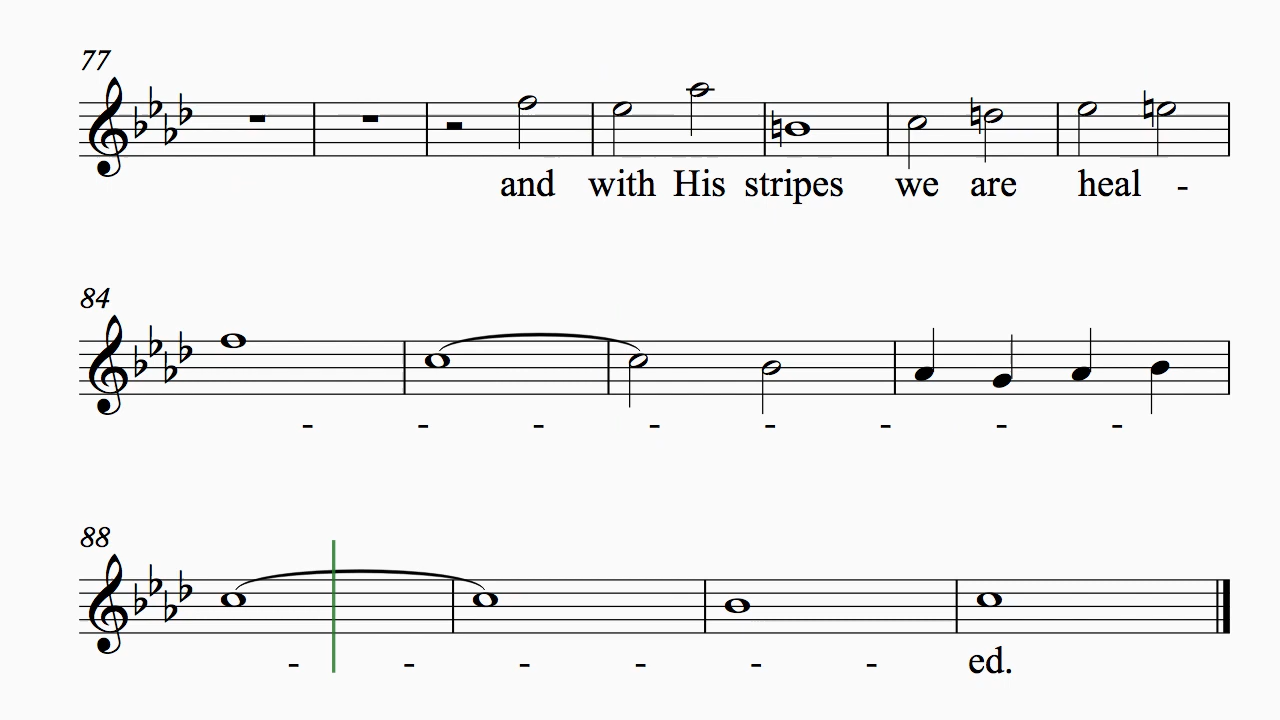 77
and with His stripes we are heal -
84
- - - - - - - -
88
- - - - - - ed.